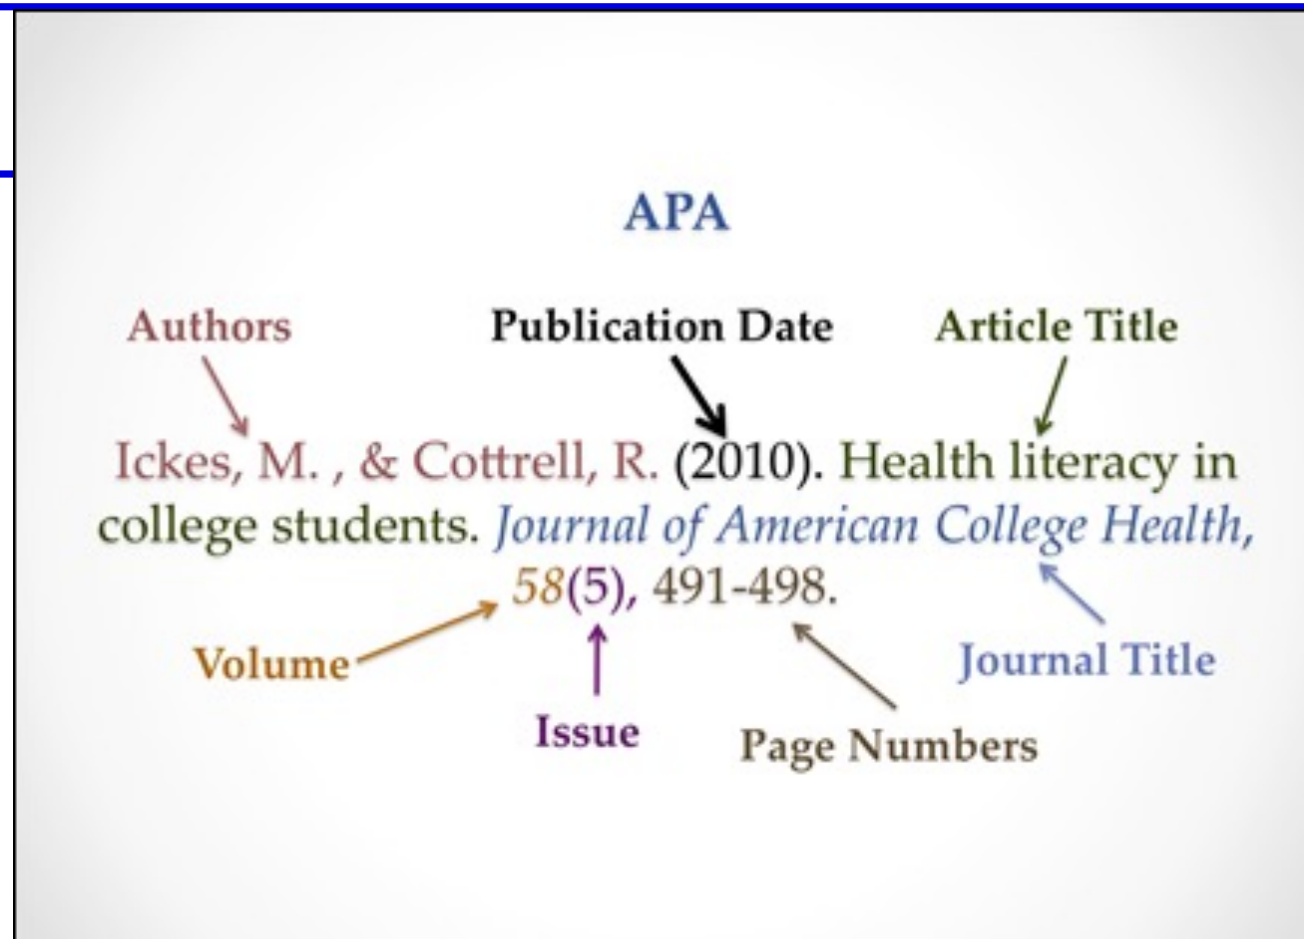 APA
Authors Publication Date Article Title
Ickes, M. , & Cottrell, R. (2010). Health literacy in
college students. Journal of American College Health,
58(5), 491-498.
Volume Journal Title
Issue Page Numbers